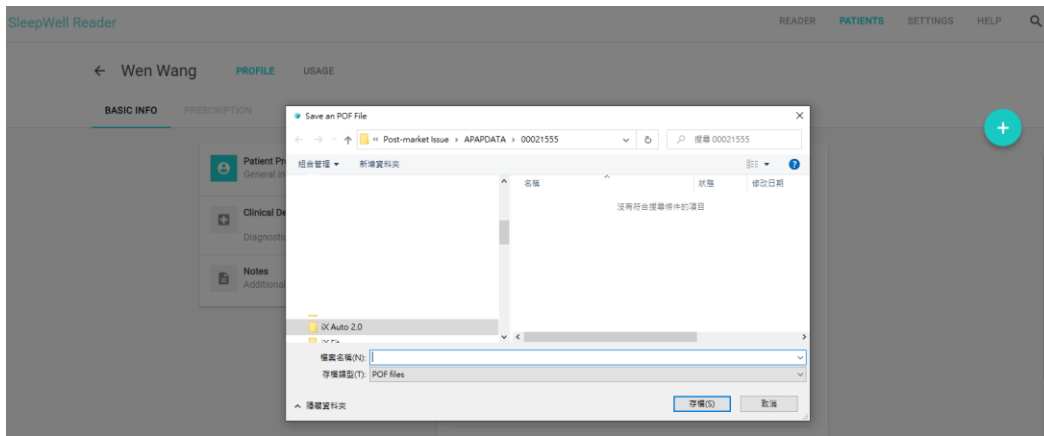 SleepWell Reader
READER PATIENTS SETTINGS HELP
← Wen Wang PROFILE USAGE
BASIC INFO PRESCRIPTION
Save an POF File
« Post-market Issue › APAPDATA › 00021555
搜尋 00021555
組合管理 新增資料夾
名稱 狀態 修改日期
沒有符合搜尋條件的項目
Patient Pr
General in
Clinical De
Diagnostic
Notes
Additional
iX Auto 2.0
檔案名稱(N):
存檔類型(T): POF files
隱藏資料夾 存檔(S) 取消